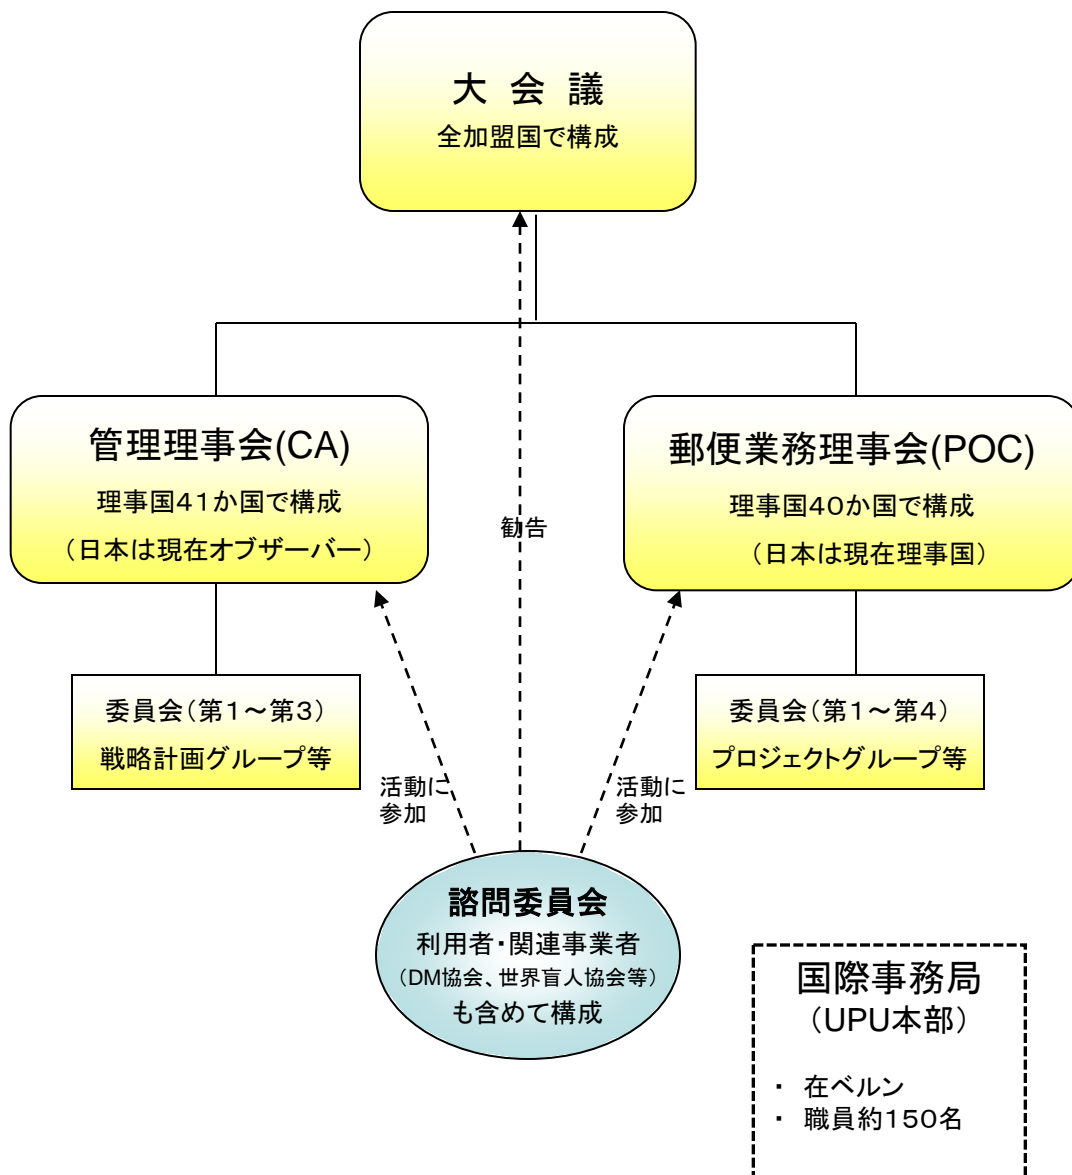 大 会 議
全加盟国で構成
管理理事会(CA)
理事国41か国で構成
（日本は現在オブザーバー）
郵便業務理事会(POC)
理事国40か国で構成
（日本は現在理事国）
勧告
委員会（第1～第3）
戦略計画グループ等
委員会（第1～第4）
プロジェクトグループ等
活動に
参加
活動に
参加
諮問委員会
利用者・関連事業者
（DM協会、世界盲人協会等）
も含めて構成
国際事務局
（UPU本部）
・ 在ベルン
・ 職員約150名